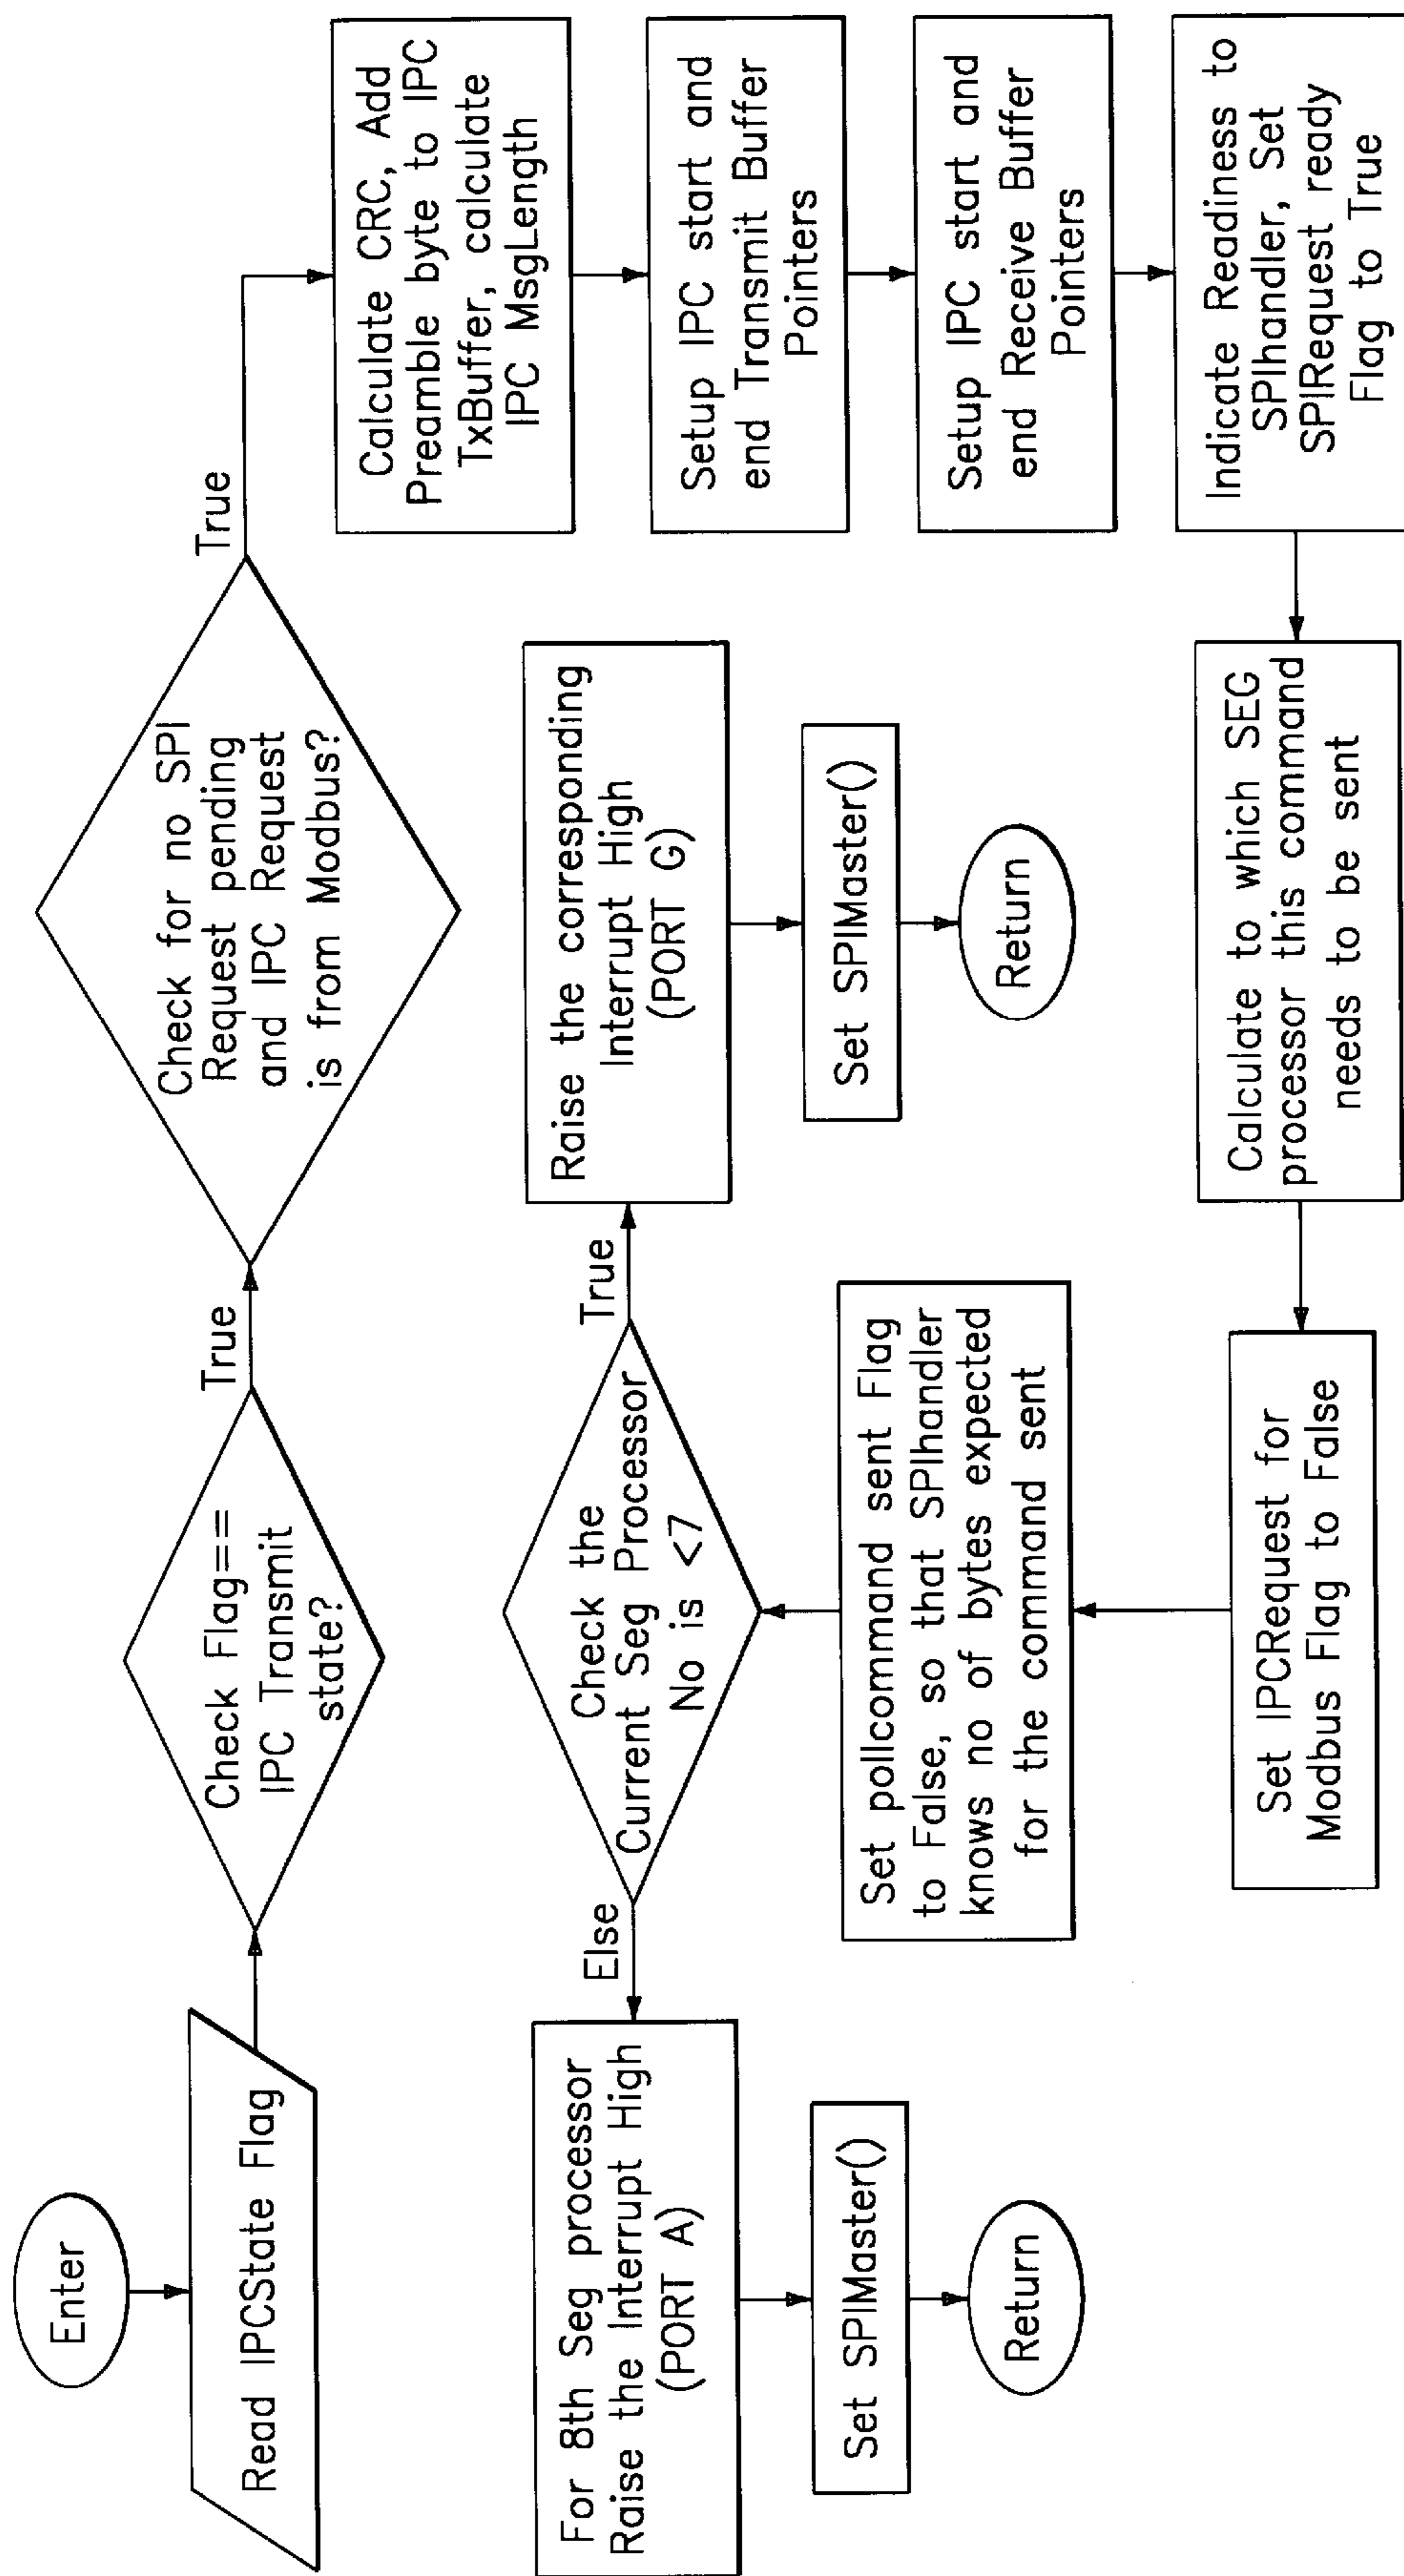 Enter
Read IPCState Flag
Check Flag==
IPC Transmit
state?
True
Check for no SPI
Request pending
and IPC Request
is from Modbus?
True
Calculate CRC, Add
Preamble byte to IPC
TxBuffer, calculate
IPC MsgLength
Setup IPC start and
end Transmit Buffer
Pointers
Setup IPC start and
end Receive Buffer
Pointers
Indicate Readiness to
SPIhandler, Set
SPIRequest ready
Flag to True
Calculate to which SEG
processor this command
needs to be sent
Set IPCRequest for
Modbus Flag to False
Set pollcommand sent Flag
to False, so that SPIhandler
knows no of bytes expected
for the command sent
Check the
Current Seg Processor
No is <7
True
Raise the corresponding
Interrupt High
(PORT G)
Set SPIMaster()
Return
Else
For 8th Seg processor
Raise the Interrupt High
(PORT A)
Set SPIMaster()
Return